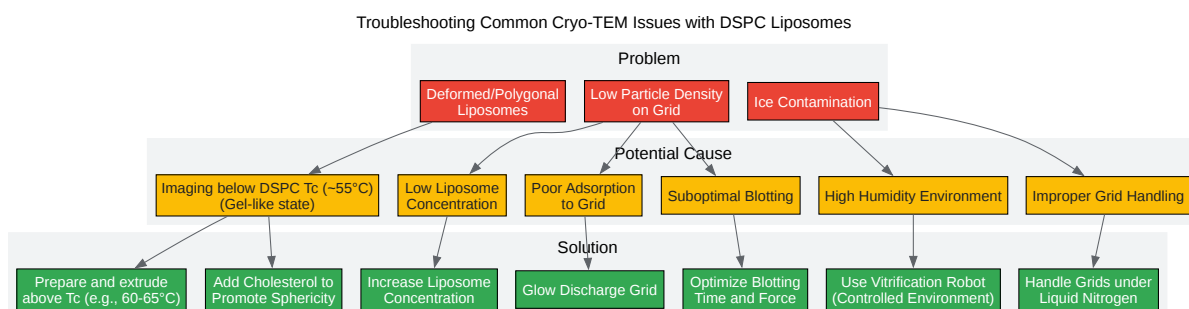 Troubleshooting Common Cryo-TEM Issues with DSPC Liposomes
Problem
Deformed/Polygonal
Liposomes
Low Particle Density
on Grid
Ice Contamination
Potential Cause
Imaging below DSPC Tc (~55°C)
(Gel-like state)
Low Liposome
Concentration
Poor Adsorption
to Grid
Suboptimal Blotting
High Humidity Environment
Improper Grid Handling
Solution
Prepare and extrude
above Tc (e.g., 60-65°C)
Add Cholesterol to
Promote Sphericity
Increase Liposome
Concentration
Glow Discharge Grid
Optimize Blotting
Time and Force
Use Vitrification Robot
(Controlled Environment)
Handle Grids under
Liquid Nitrogen